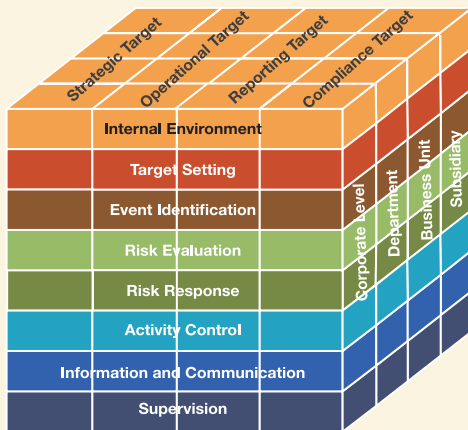 Strategic Target
Operational Target
Reporting Target
Compliance Target
Internal Environment
Target Setting
Event Identification
Risk Evaluation
Risk Response
Activity Control
Information and Communication
Supervision
Corporate Level
Department
Business Unit
Subsidiary